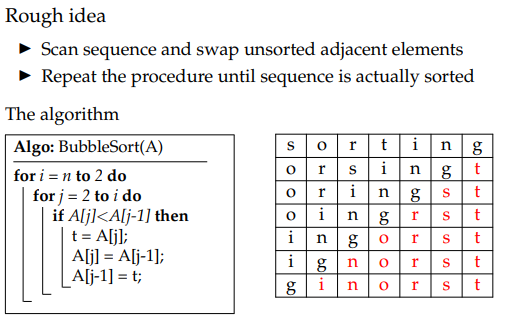 Rough idea
► Scan sequence and swap unsorted adjacent elements
► Repeat the procedure until sequence is actually sorted
The algorithm
Algo: BubbleSort(A)
for i = n to 2 do
for j = 2 to i do
if A[j]<A[j-1] then
t = A[j];
A[j] = A[j-1];
A[j-1] = t;
s o r t i n g
o r s i n g t
o r i n g s t
o i n g r s t
i n g o r s t
i g n o r s t
g i n o r s t